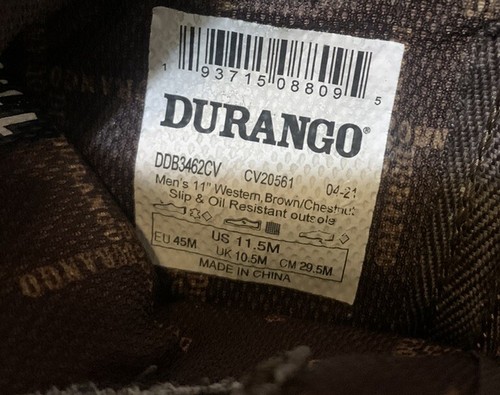 1 93715 08809 5
DURANGO®
DDB3462CV CV20561 04-21
Men's 11" Western, Brown/Chestnut
Slip & Oil Resistant outsole
US 11.5M
EU 45M UK 10.5M CM 29.5M
MADE IN CHINA
DURANGO